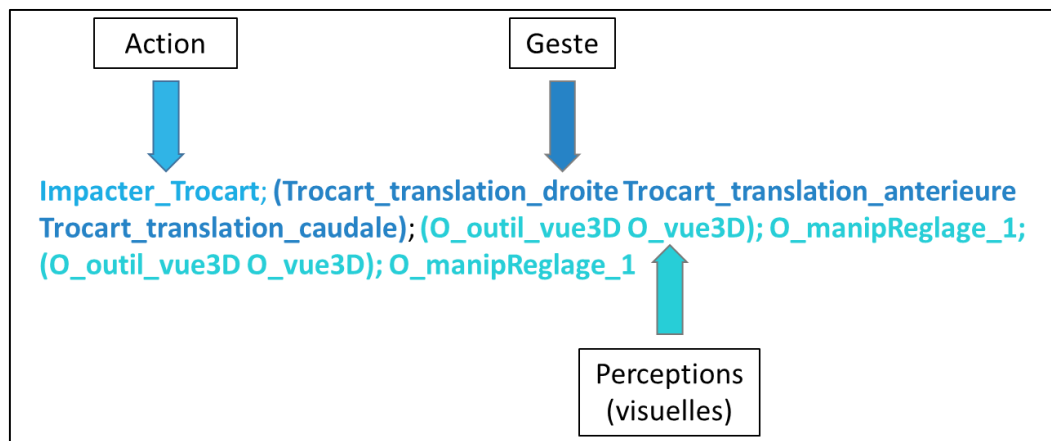 Action
Geste
Impacter_Trocart; (Trocart_translation_droite Trocart_translation_anterieure
Trocart_translation_caudale); (O_outil_vue3D O_vue3D); O_manipReglage_1;
(O_outil_vue3D O_vue3D); O_manipReglage_1
Perceptions
(visuelles)